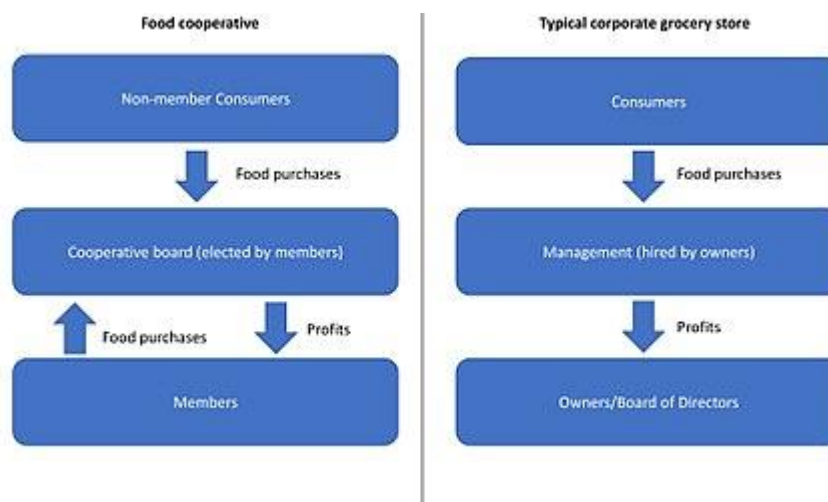 Food cooperative
Non-member Consumers
Food purchases
Cooperative board (elected by members)
Food purchases
Profits
Members
Typical corporate grocery store
Consumers
Food purchases
Management (hired by owners)
Profits
Owners/Board of Directors